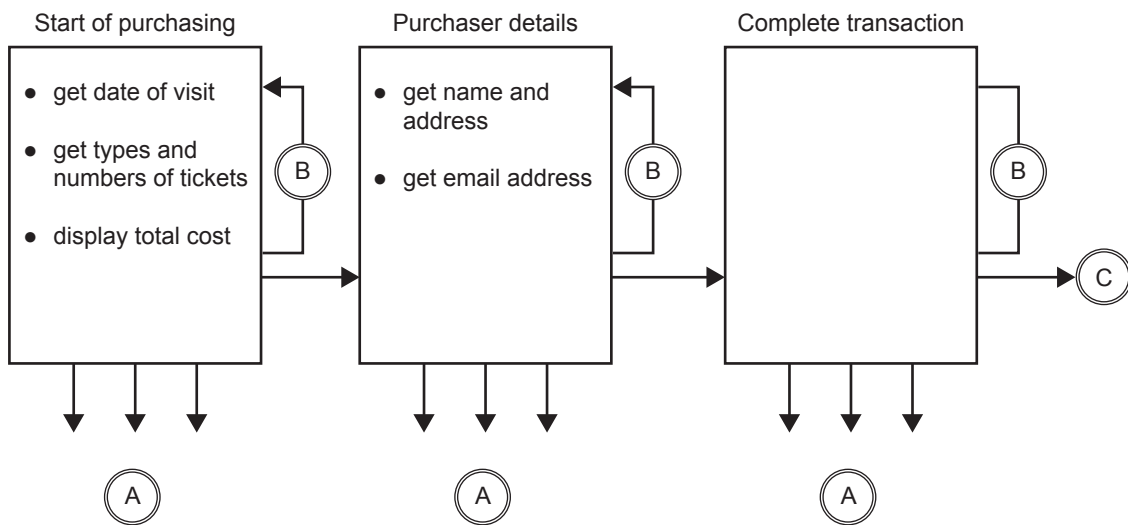 Start of purchasing
● get date of visit
● get types and
numbers of tickets
● display total cost
B
A
Purchaser details
● get name and
address
● get email address
B
A
Complete transaction
B
C
A